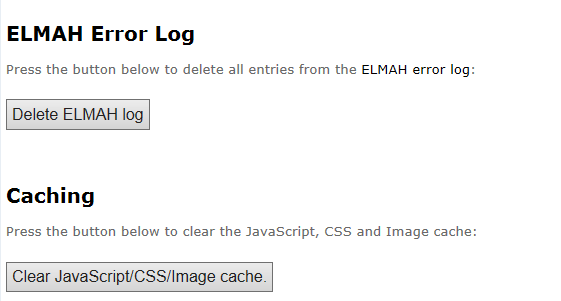 ELMAH Error Log
Press the button below to delete all entries from the ELMAH error log:
Delete ELMAH log
Caching
Press the button below to clear the JavaScript, CSS and Image cache:
Clear JavaScript/CSS/Image cache.